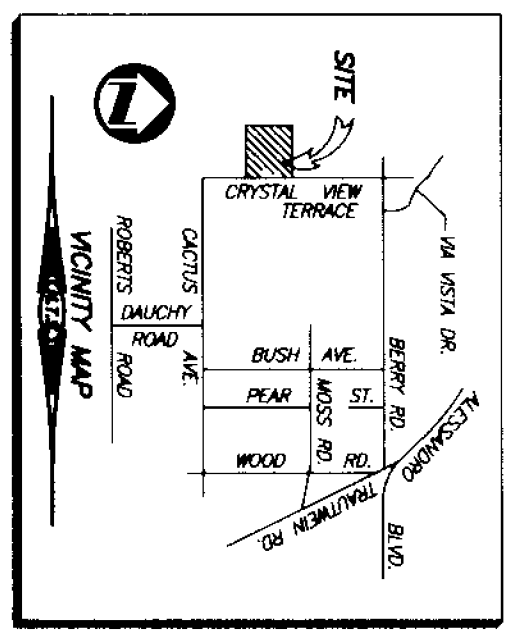 N
SITE
CRYSTAL VIEW
TERRACE
VIA VISTA DR.
CACTUS AVE.
ROBERTS ROAD
DAUCHY
ROAD
BUSH AVE.
BERRY RD.
PEAR ST.
MOSS RD.
WOOD RD.
ALESSANDRO BLVD.
TRAUTWEIN RD.
VICINITY MAP